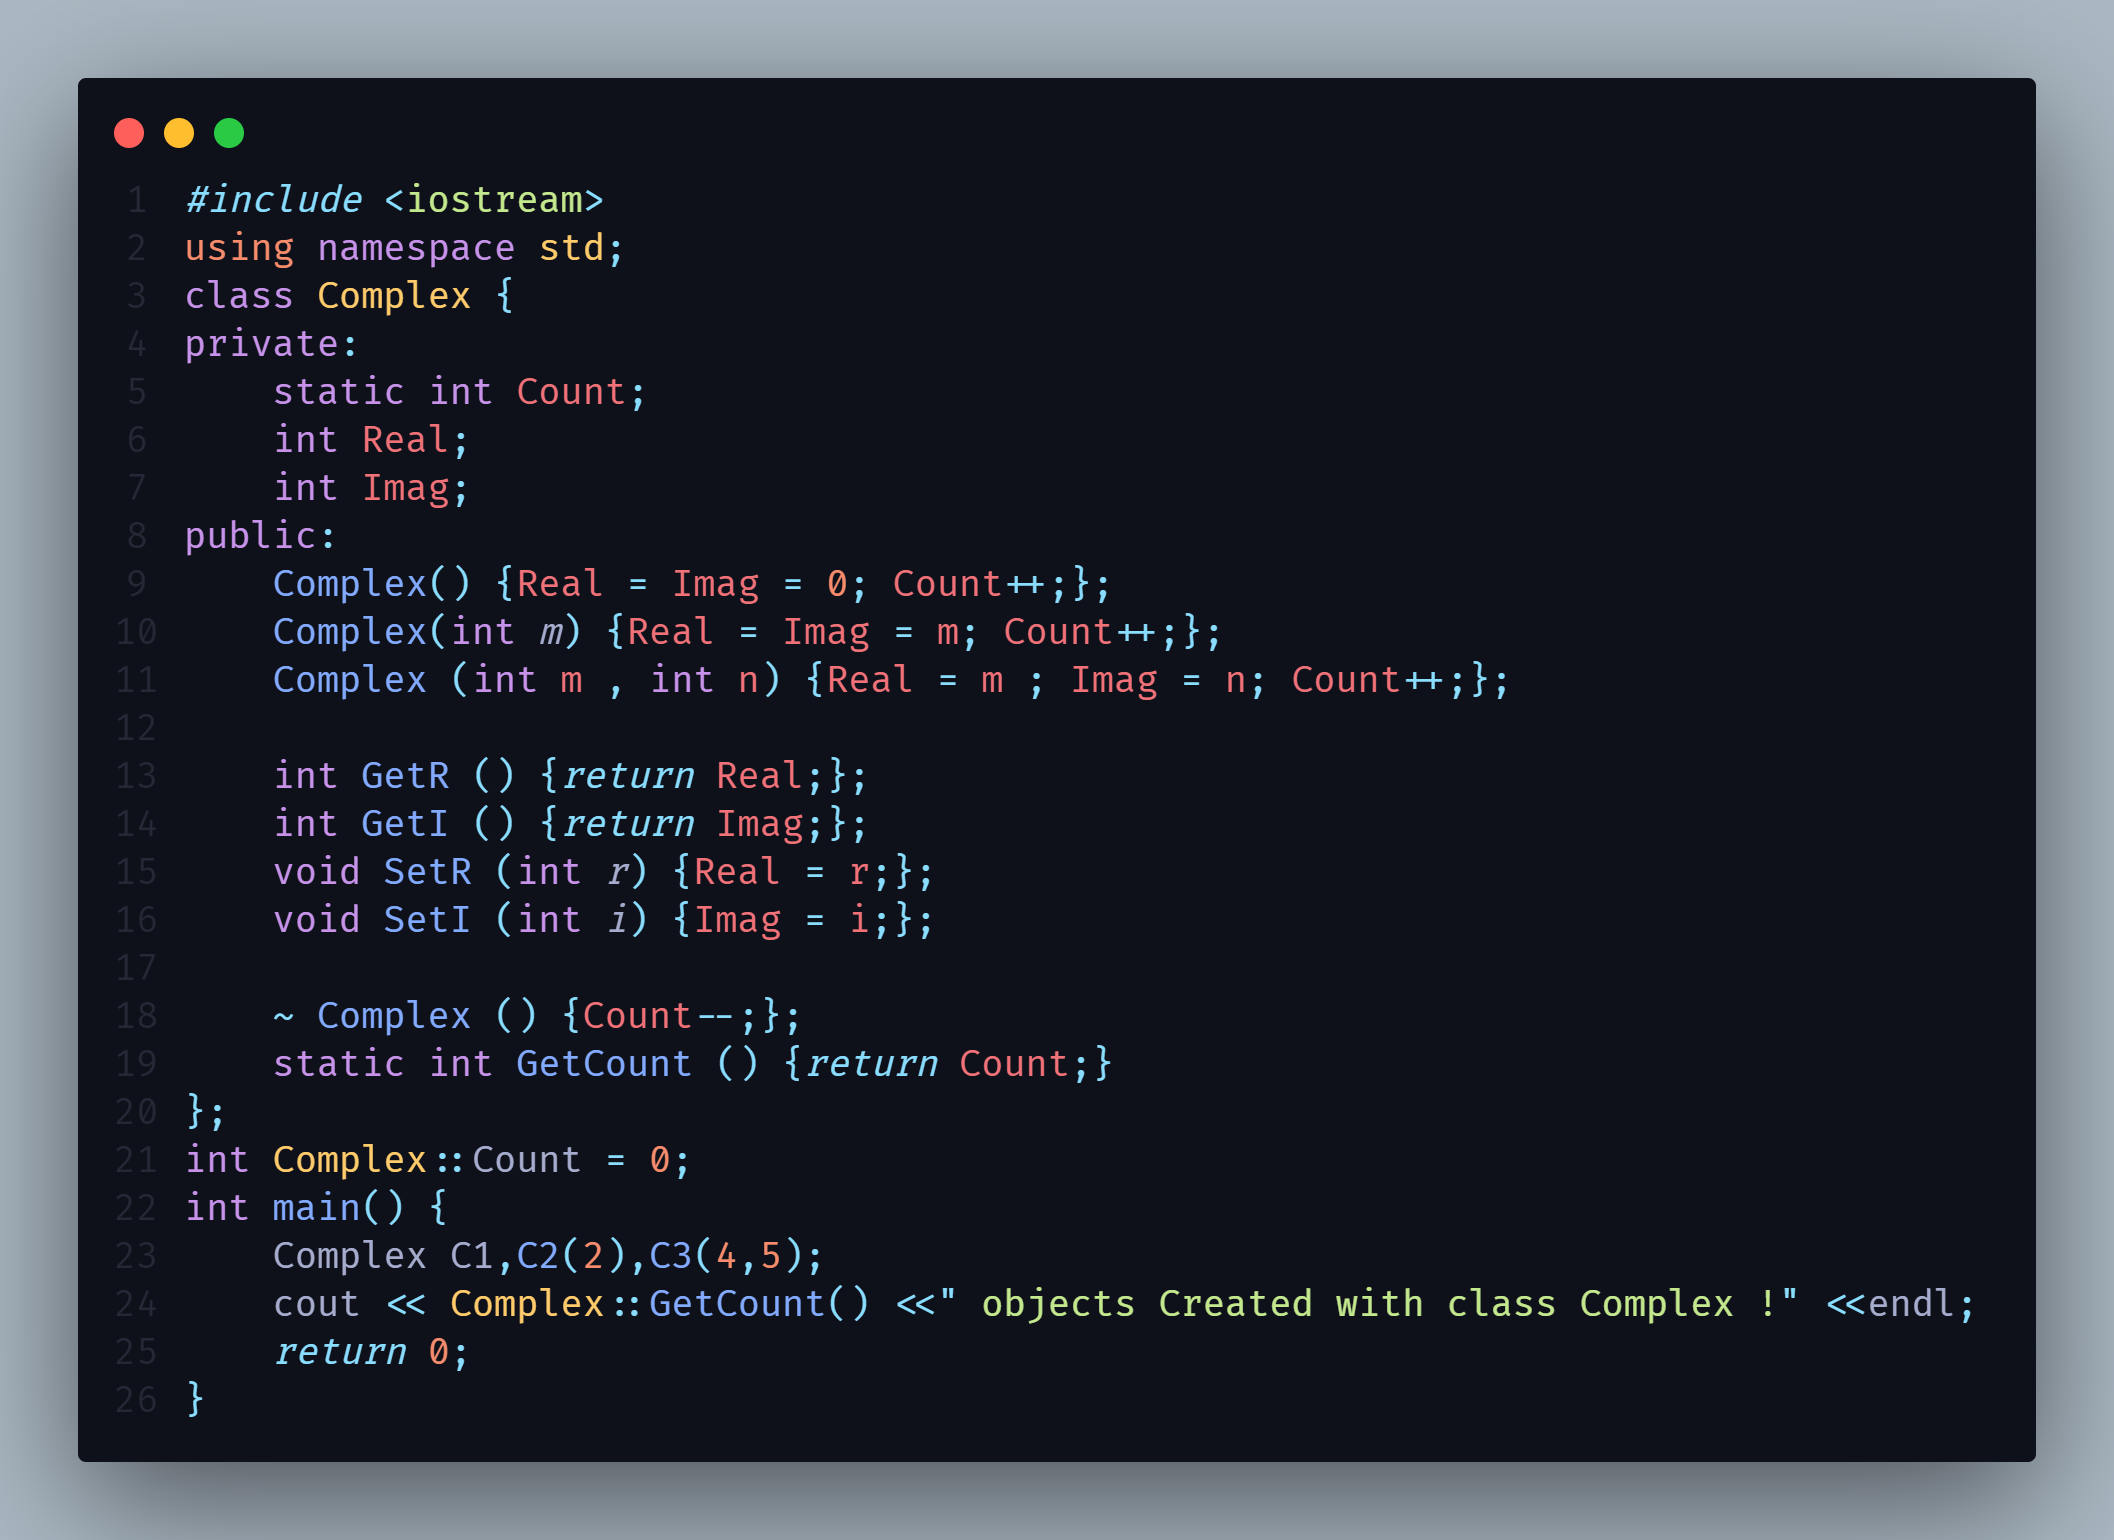 1 #include <iostream>
2 using namespace std;
3 class Complex {
4 private:
5     static int Count;
6     int Real;
7     int Imag;
8 public:
9     Complex() {Real = Imag = 0; Count++;};
10     Complex(int m) {Real = Imag = m; Count++;};
11     Complex (int m , int n) {Real = m ; Imag = n; Count++;};
12
13     int GetR () {return Real;};
14     int GetI () {return Imag;};
15     void SetR (int r) {Real = r;};
16     void SetI (int i) {Imag = i;};
17
18     ~ Complex () {Count--;};
19     static int GetCount () {return Count;}
20 };
21 int Complex::Count = 0;
22 int main() {
23     Complex C1,C2(2),C3(4,5);
24     cout << Complex::GetCount() <<" objects Created with class Complex !" <<endl;
25     return 0;
26 }